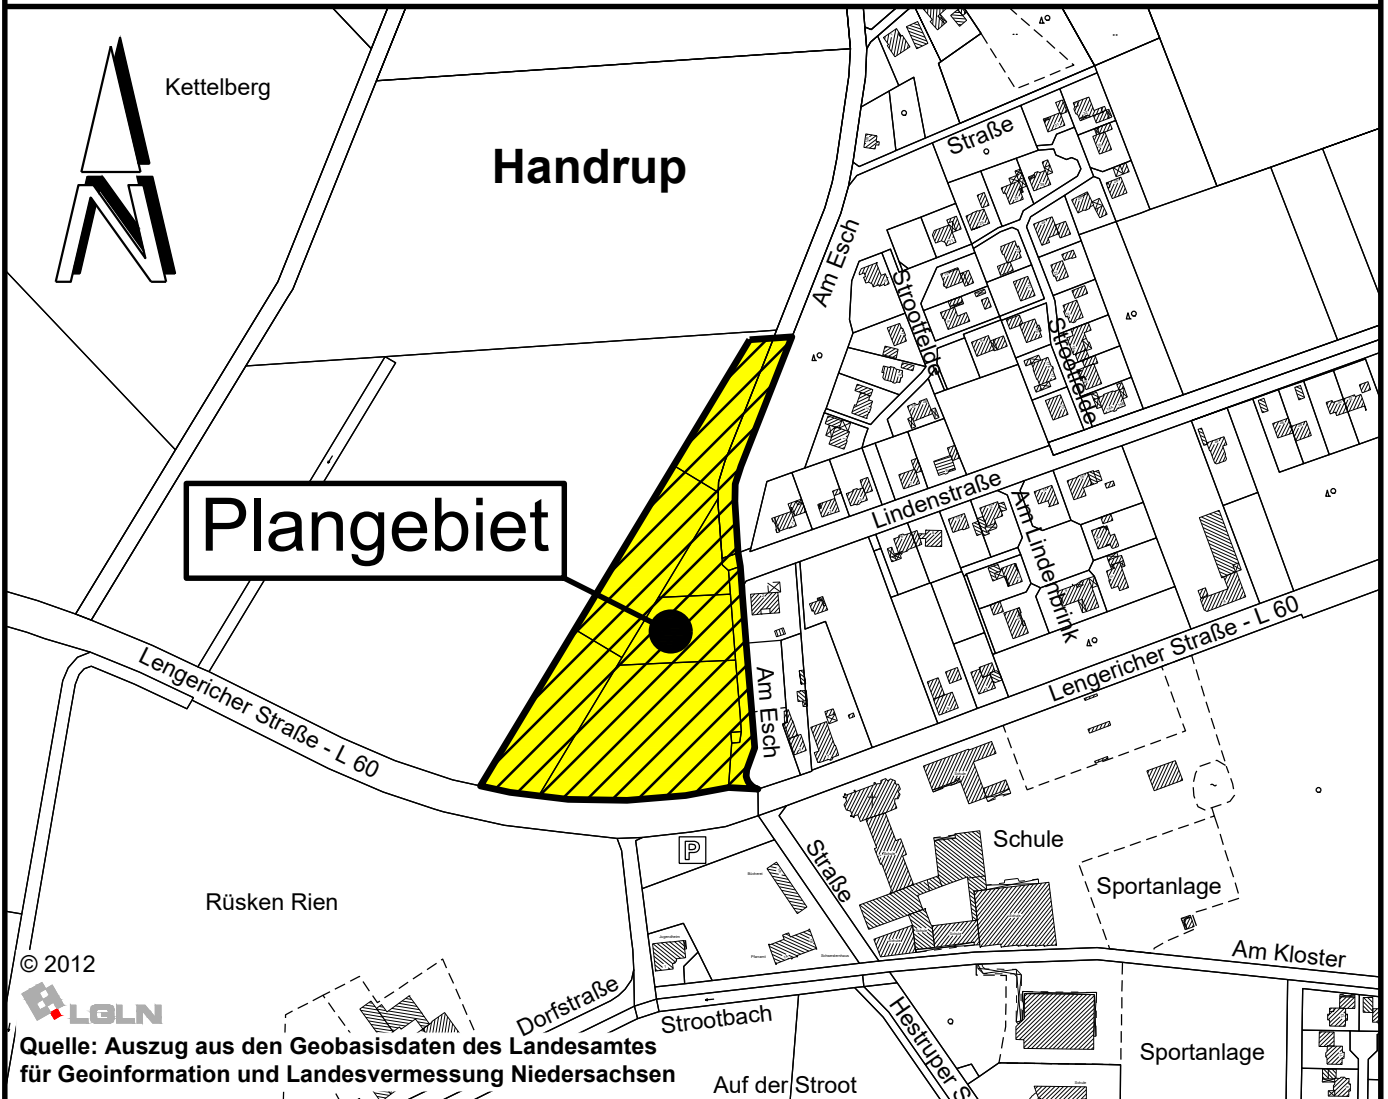 Kettelberg
N
Handrup
Straße
Am Esch
Strootfelde
Strootfelde
Plangebiet
Lindenstraße
Am Lindenbrink
Lengericher Straße - L 60
Am Esch
Lengericher Straße - L 60
P
Straße
Schule
Sportanlage
Rüsken Rien
Am Kloster
© 2012
LGLN
Dorfstraße
Strootbach
Hestruper S
Sportanlage
Quelle: Auszug aus den Geobasisdaten des Landesamtes
für Geoinformation und Landesvermessung Niedersachsen
Auf der Stroot